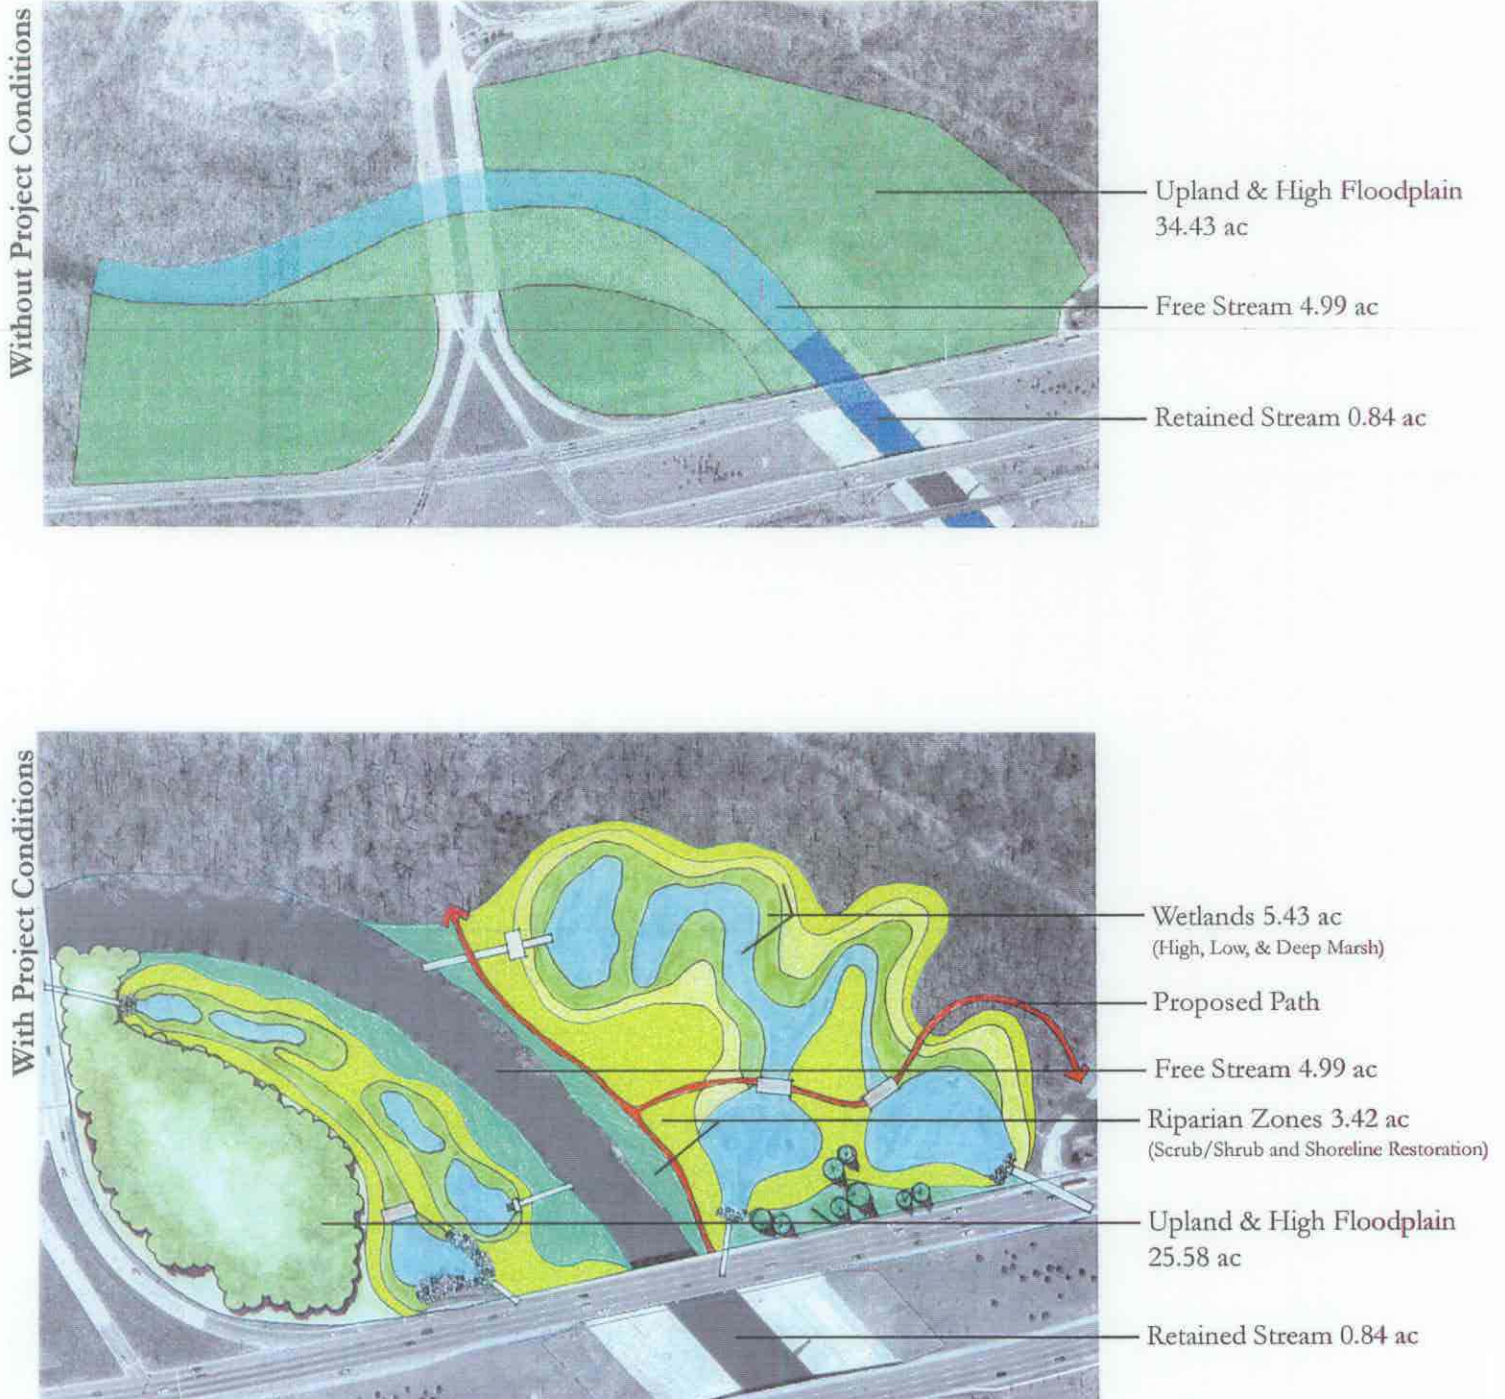 Without Project Conditions
Upland & High Floodplain
34.43 ac
Free Stream 4.99 ac
Retained Stream 0.84 ac
With Project Conditions
Wetlands 5.43 ac
(High, Low, & Deep Marsh)
Proposed Path
Free Stream 4.99 ac
Riparian Zones 3.42 ac
(Scrub/Shrub and Shoreline Restoration)
Upland & High Floodplain
25.58 ac
Retained Stream 0.84 ac